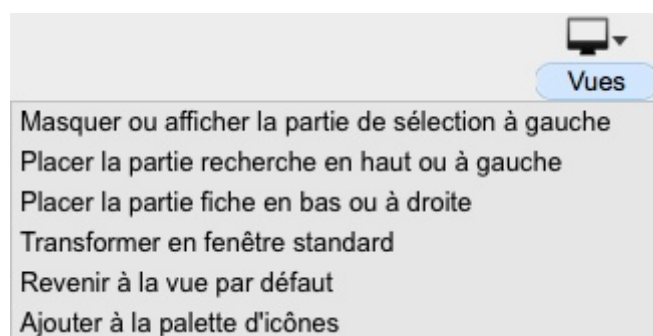 Vues
Masquer ou afficher la partie de sélection à gauche
Placer la partie recherche en haut ou à gauche
Placer la partie fiche en bas ou à droite
Transformer en fenêtre standard
Revenir à la vue par défaut
Ajouter à la palette d'icônes